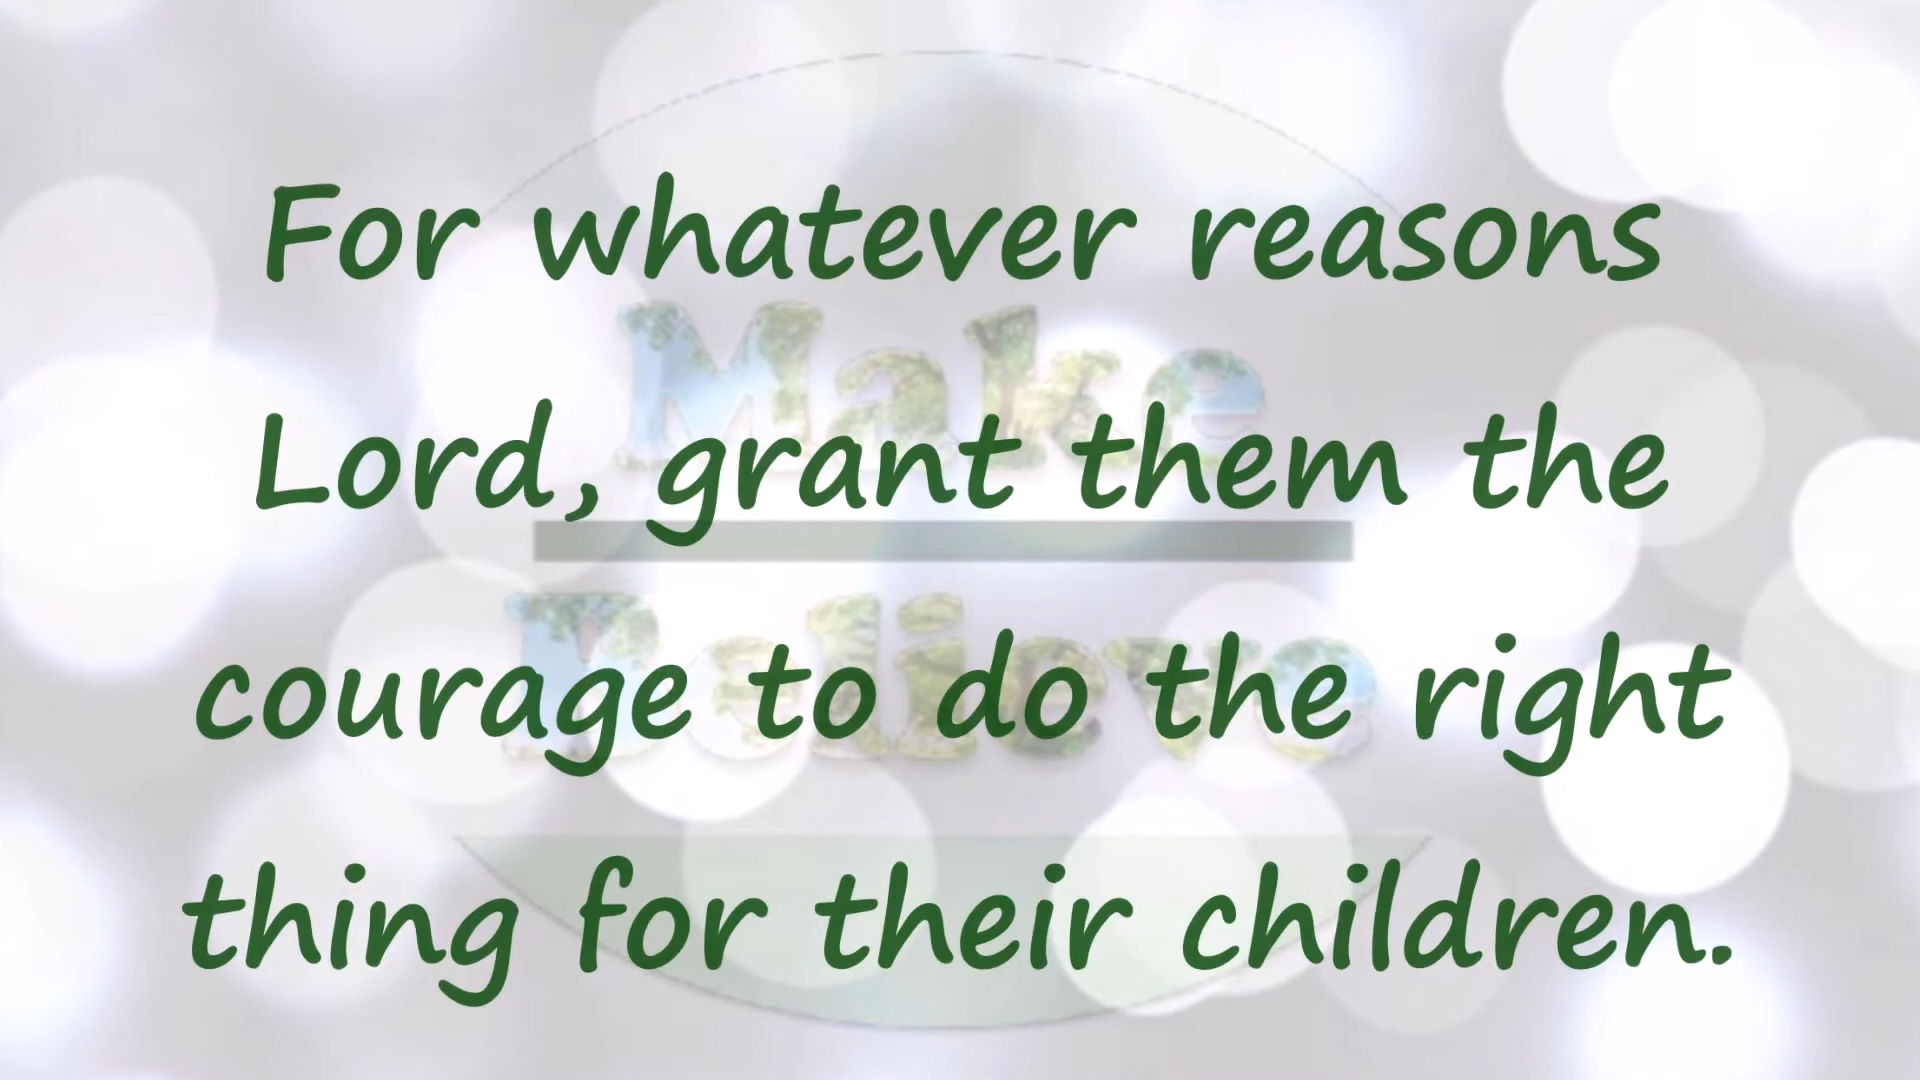 For whatever reasons
Make
Lord, grant them the
Believe
courage to do the right
thing for their children.